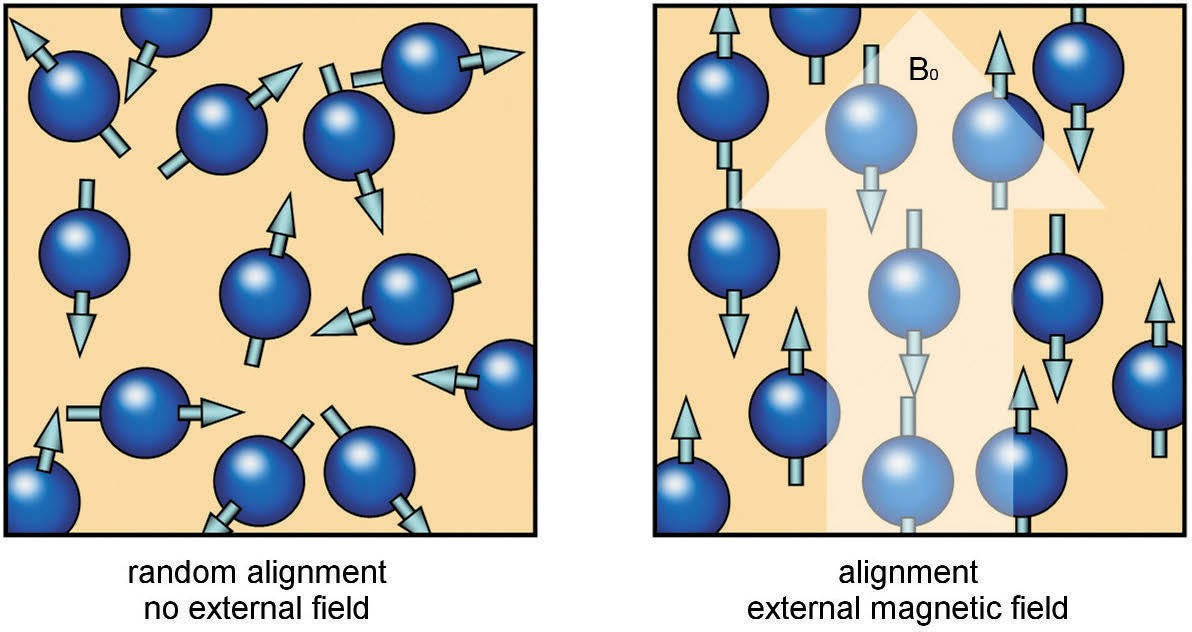 B₀
random alignment
no external field
alignment
external magnetic field